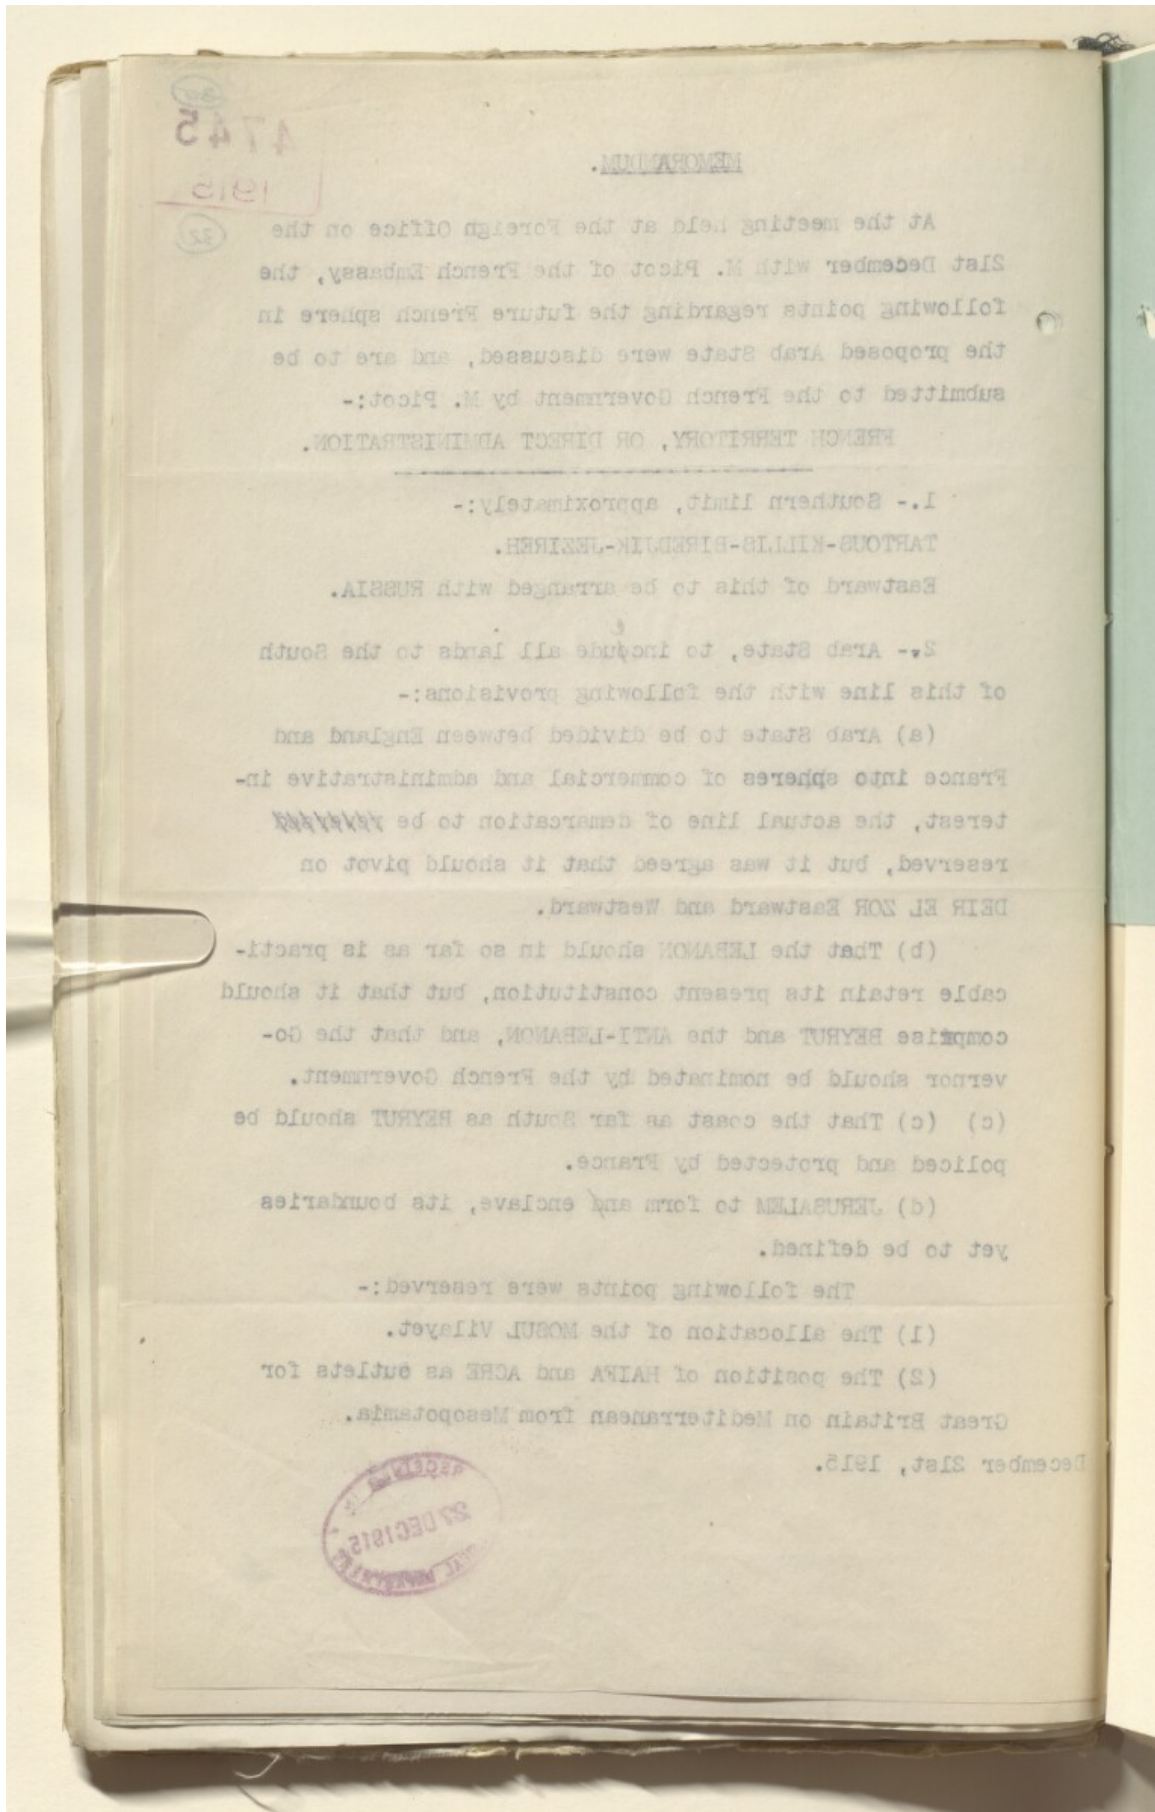 4745
1915
32
MEMORANDUM.
At the meeting held at the Foreign Office on the
21st December with M. Picot of the French Embassy, the
following points regarding the future French sphere in
the proposed Arab State were discussed, and are to be
submitted to the French Government by M. Picot:-
FRENCH TERRITORY, OR DIRECT ADMINISTRATION.
1.- Southern limit, approximately:-
TARTOUS-KILLIS-BIREDJIK-JEZIREH.
Eastward of this to be arranged with RUSSIA.
2.- Arab State, to include all lands to the South
of this line with the following provisions:-
(a) Arab State to be divided between England and
France into spheres of commercial and administrative in-
terest, the actual line of demarcation to be
reserved, but it was agreed that it should pivot on
DEIR EL ZOR Eastward and Westward.
(b) That the LEBANON should in so far as is practi-
cable retain its present constitution, but that it should
comprise BEYRUT and the ANTI-LEBANON, and that the Go-
vernor should be nominated by the French Government.
(c) (c) That the coast as far South as BEYRUT should be
policed and protected by France.
(d) JERUSALEM to form an enclave, its boundaries
yet to be defined.
The following points were reserved:-
(1) The allocation of the MOSUL Villayet.
(2) The position of HAIFA and ACRE as outlets for
Great Britain on Mediterranean from Mesopotamia.
December 21st, 1915.
DEC 1915